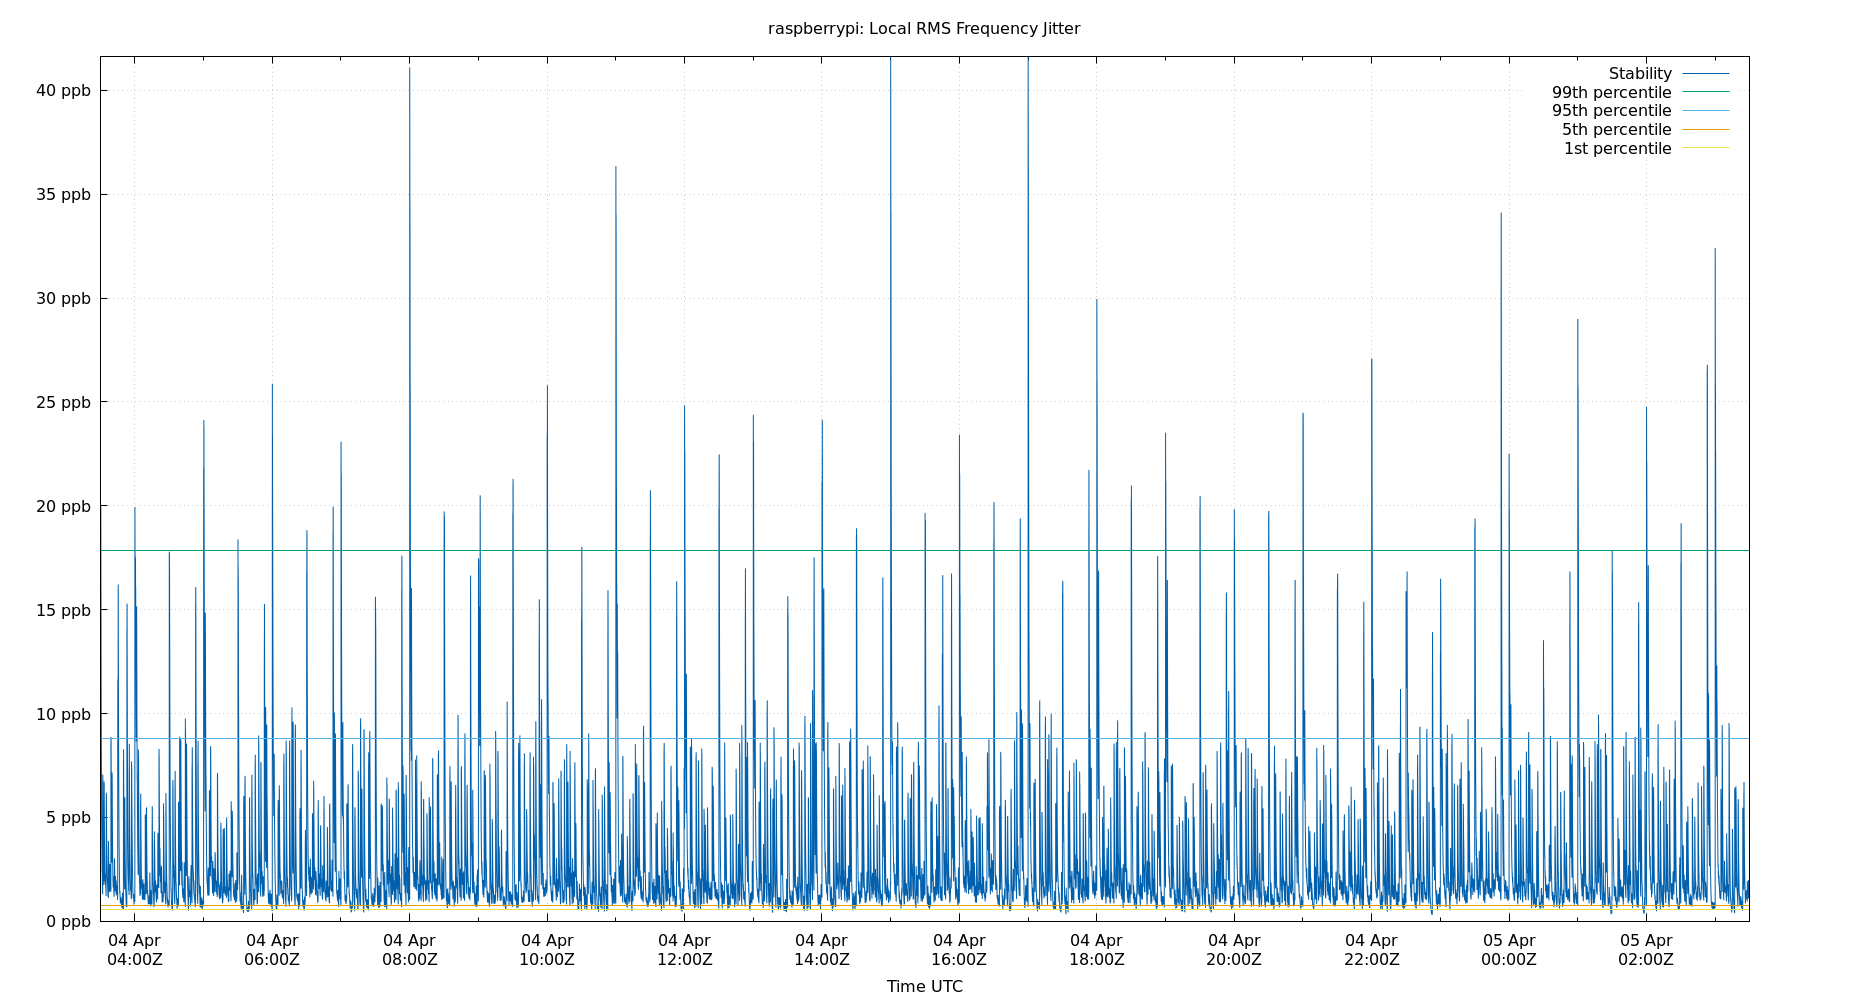 raspberrypi: Local RMS Frequency Jitter
Stability
99th percentile
95th percentile
5th percentile
1st percentile
40 ppb
35 ppb
30 ppb
25 ppb
20 ppb
15 ppb
10 ppb
5 ppb
0 ppb
04 Apr 04 Apr 04 Apr 04 Apr 04 Apr 04 Apr 04 Apr 04 Apr 04 Apr 04 Apr 05 Apr 05 Apr
04:00Z 06:00Z 08:00Z 10:00Z 12:00Z 14:00Z 16:00Z 18:00Z 20:00Z 22:00Z 00:00Z 02:00Z
Time UTC